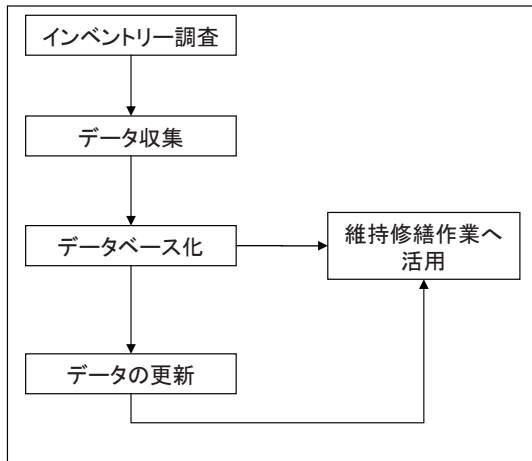 インベントリー調査
データ収集
データベース化
維持修繕作業へ
活用
データの更新